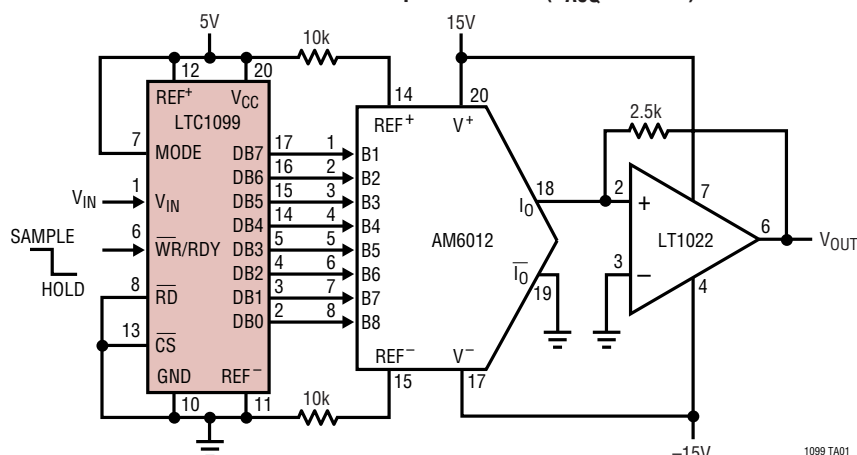 5V
10k
15V
12
20
14
20
REF+
VCC
REF+
V+
2.5k
LTC1099
7
MODE
DB7
17
1
B1
DB6
16
2
B2
VIN
1
VIN
DB5
15
3
B3
18
2
+
7
DB4
14
4
B4
IO
SAMPLE
6
WR/RDY
DB3
5
5
B5
AM6012
LT1022
6
VOUT
HOLD
DB2
4
6
B6
IO
3
–
8
RD
DB1
3
7
B7
19
4
DB0
2
8
B8
13
CS
GND
REF–
REF–
V–
10
11
10k
15
17
–15V
1099 TA01